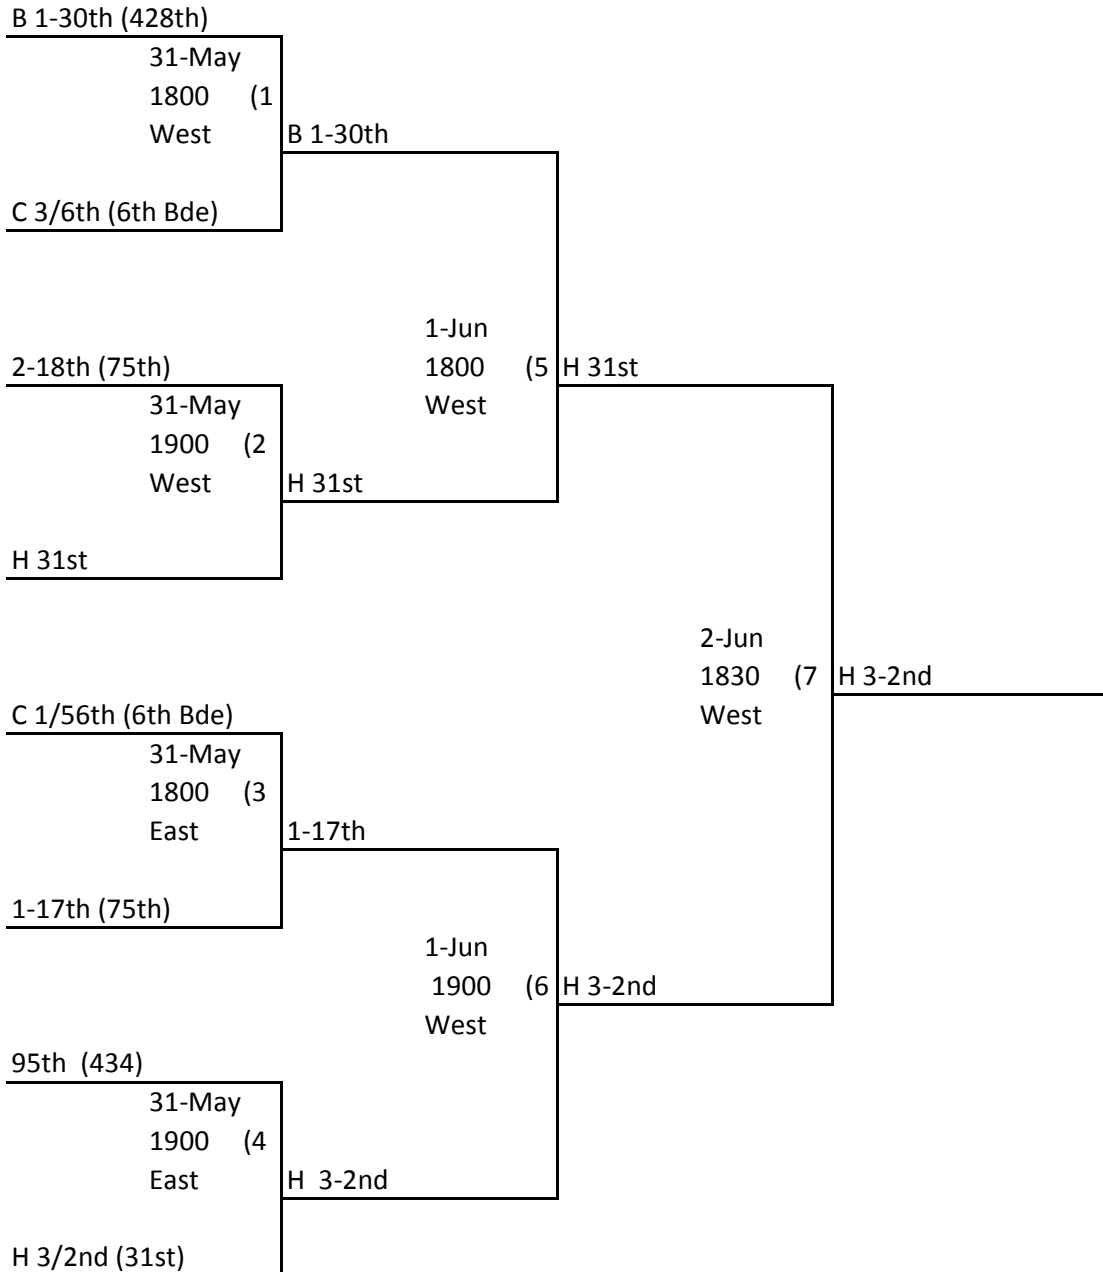 B 1-30th (428th)
31-May
1800 (1
West
B 1-30th
C 3/6th (6th Bde)
1-Jun
2-18th (75th)
1800 (5
H 31st
31-May
West
1900 (2
West
H 31st
H 31st
2-Jun
1830 (7
H 3-2nd
C 1/56th (6th Bde)
West
31-May
1800 (3
East
1-17th
1-17th (75th)
1-Jun
1900 (6
H 3-2nd
West
95th (434)
31-May
1900 (4
East
H 3-2nd
H 3/2nd (31st)